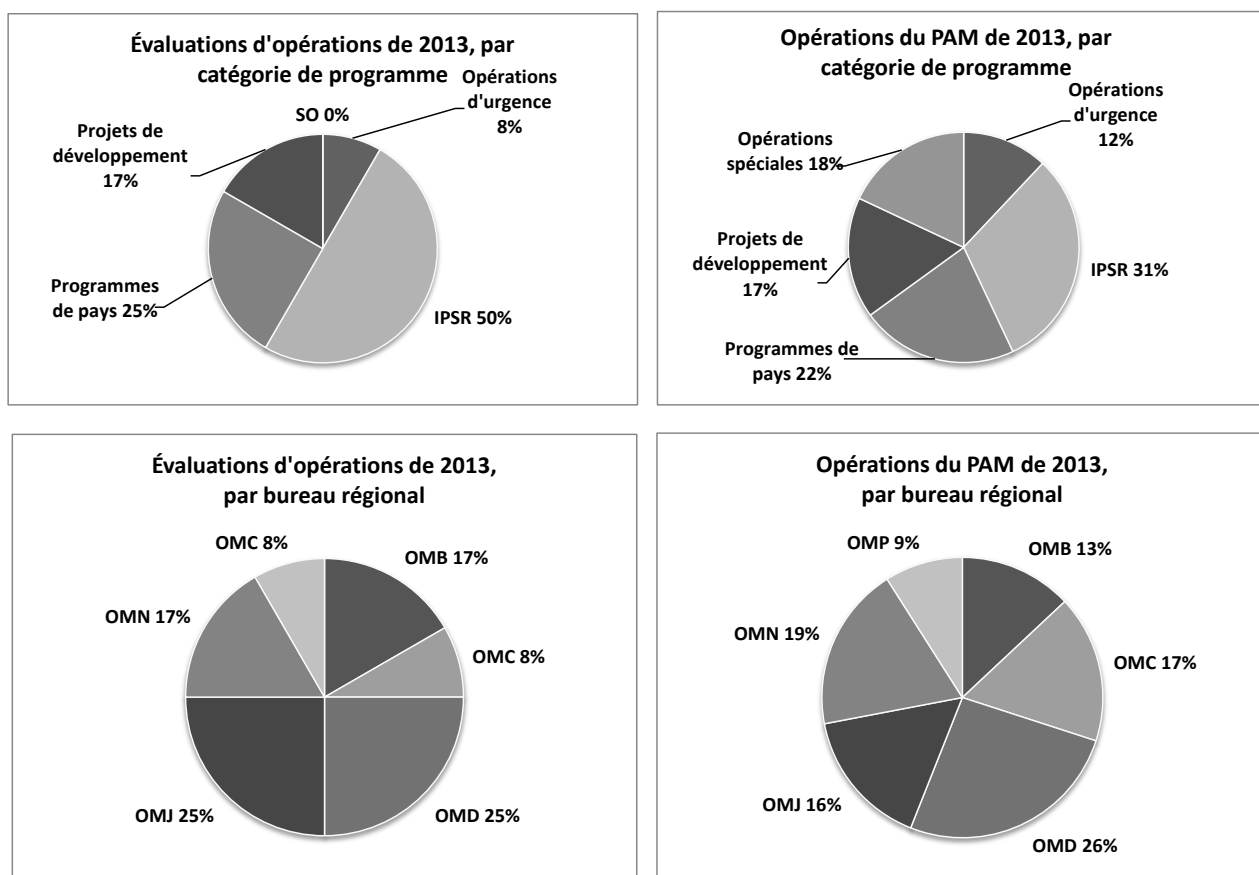 Évaluations d'opérations de 2013, par
catégorie de programme
SO 0%
Opérations
d'urgence
8%
Projets de
développement
17%
Programmes
de pays 25%
IPSR 50%
Opérations du PAM de 2013, par
catégorie de programme
Opérations
d'urgence
12%
Opérations
spéciales 18%
Projets de
développement
17%
IPSR 31%
Programmes de
pays 22%
Évaluations d'opérations de 2013,
par bureau régional
OMC 8%
OMB 17%
OMN 17%
OMC 8%
OMJ 25%
OMD 25%
Opérations du PAM de 2013,
par bureau régional
OMP 9%
OMB 13%
OMN 19%
OMC 17%
OMJ 16%
OMD 26%